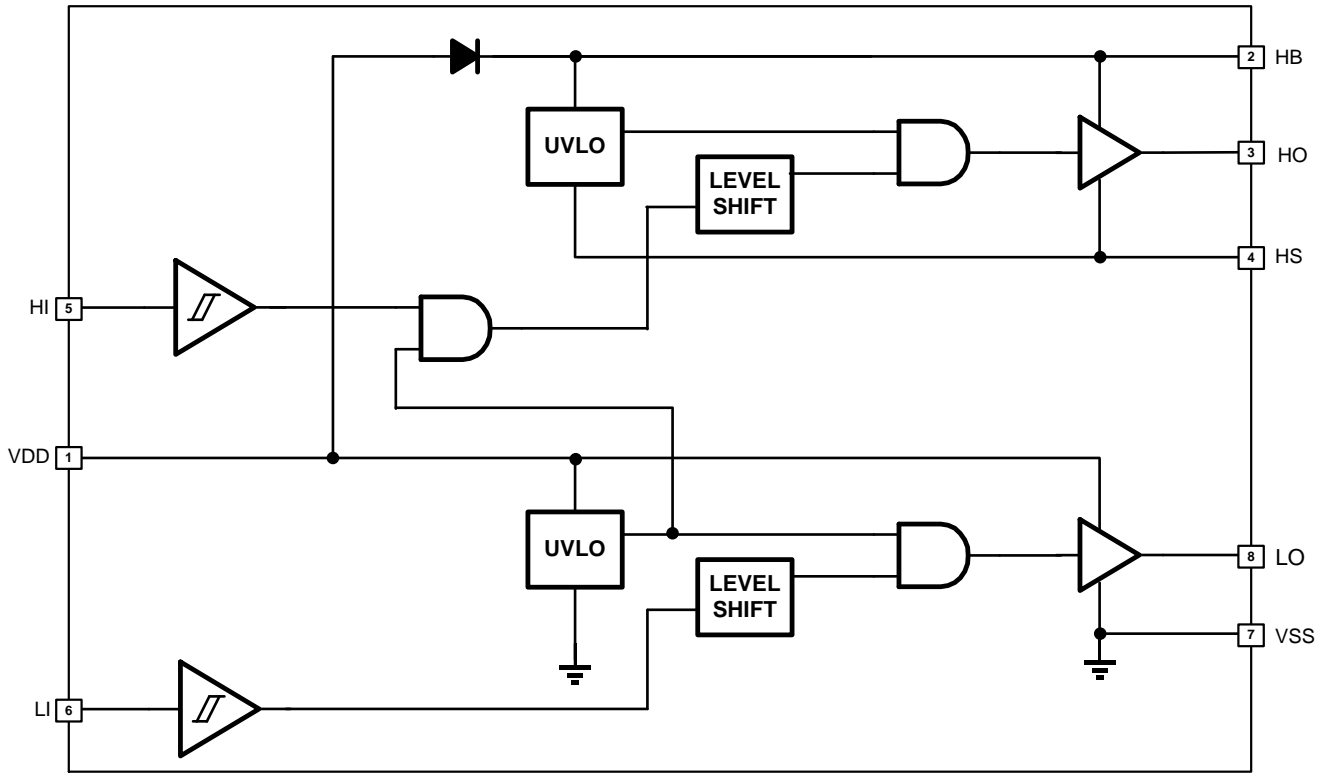 2 HB
UVLO
3 HO
LEVEL
SHIFT
4 HS
HI 5
VDD 1
UVLO
8 LO
LEVEL
SHIFT
7 VSS
LI 6